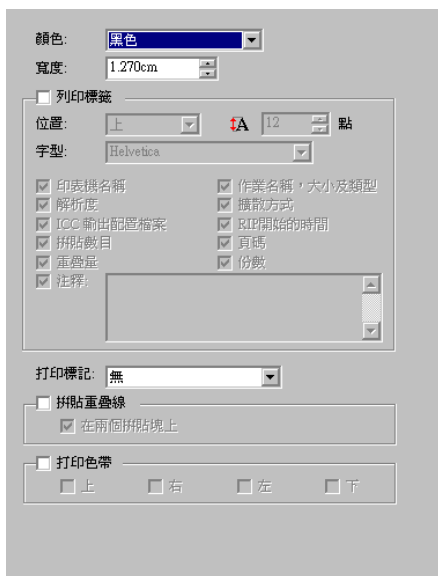 顏色: 黑色
寬度: 1.270cm
列印標籤
位置: 上 A 12 點
字型: Helvetica
印表機名稱 作業名稱，大小及類型
解析度 擴散方式
ICC 輸出配置檔案 RIP開始的時間
拼貼數目 頁碼
重疊量 份數
注釋:
打印標記: 無
拼貼重疊線
在兩個拼貼塊上
打印色帶
上 右 左 下